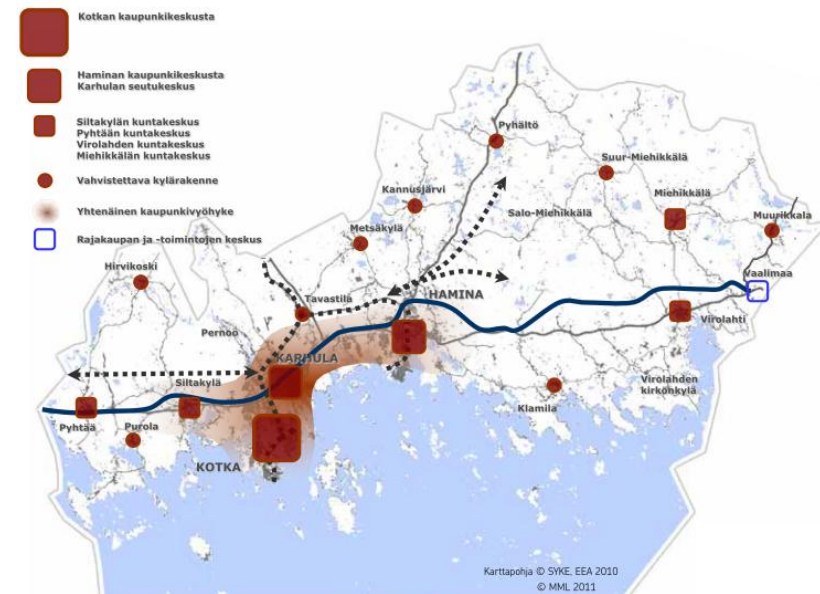 Kotkan kaupunkikeskusta
Haminan kaupunkikeskusta
Karhulan seutukeskus
Siltakylän kuntakeskus
Pyhtään kuntakeskus
Virolahden kuntakeskus
Miehikkälän kuntakeskus
Vahvistettava kylärakenne
Yhtenäinen kaupunkivyöhyke
Rajakaupan ja -toimintojen keskus
Pyhältö
Suur-Miehikkälä
Kannusjärvi
Miehikkälä
Salo-Miehikkälä
Muurikkala
Metsäkylä
Hirvikoski
Vaalimaa
HAMINA
Tavastila
Pernoo
Virolahti
KARHULA
Siltakylä
Virolahden
kirkonkylä
Klamila
Pyhtää
Purola
KOTKA
Karttapohja © SYKE, EEA 2010
© MML 2011